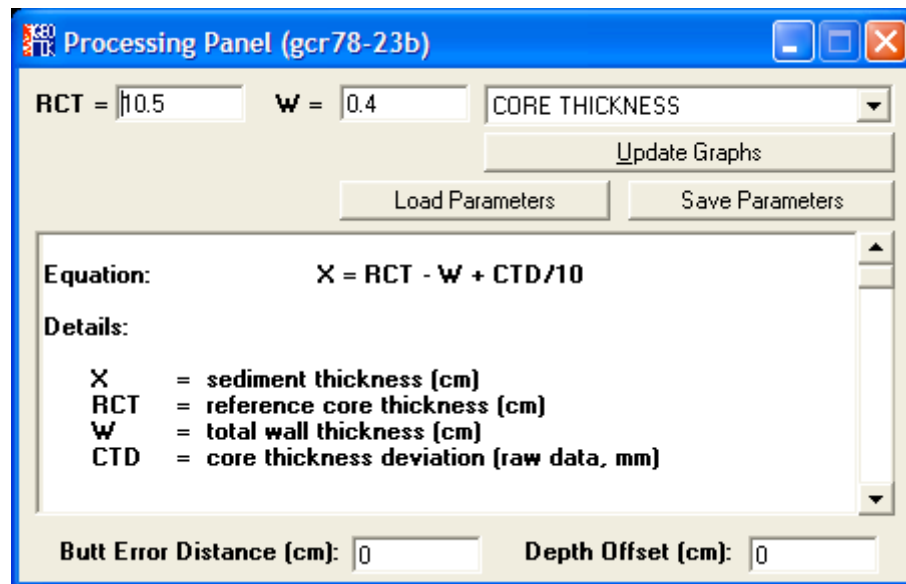 GEO
TK
Processing Panel (gcr78-23b)
RCT = 10.5 W = 0.4 CORE THICKNESS
Update Graphs
Load Parameters Save Parameters
Equation: X = RCT - W + CTD/10
Details:
X = sediment thickness (cm)
RCT = reference core thickness (cm)
W = total wall thickness (cm)
CTD = core thickness deviation (raw data, mm)
Butt Error Distance (cm): 0 Depth Offset (cm): 0